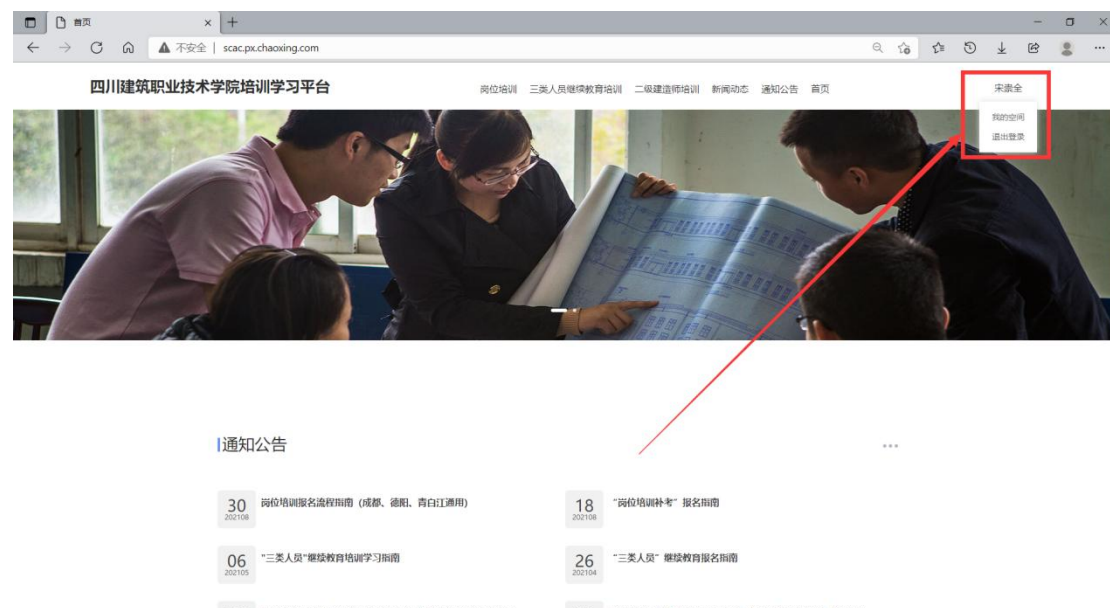 首页
不安全 | scac.px.chaoxing.com
四川建筑职业技术学院培训学习平台
岗位培训 三类人员继续教育培训 二级建造师培训 新闻动态 通知公告 首页
宋崇全
我的空间
退出登录
通知公告
30
202108
岗位培训报名流程指南（成都、德阳、青白江通用）
18
202108
“岗位培训补考”报名指南
06
202105
"三类人员"继续教育培训学习指南
26
202104
“三类人员”继续教育报名指南